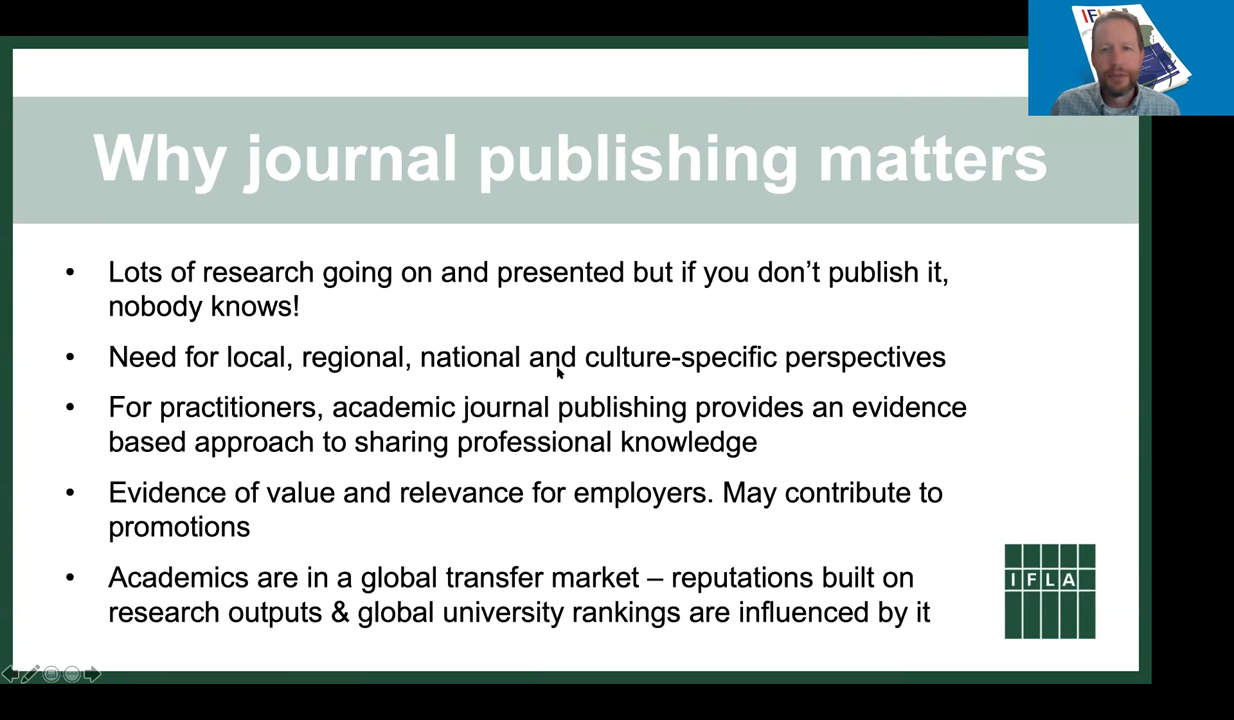 IFLA
Why journal publishing matters
• Lots of research going on and presented but if you don’t publish it,
nobody knows!
• Need for local, regional, national and culture-specific perspectives
• For practitioners, academic journal publishing provides an evidence
based approach to sharing professional knowledge
• Evidence of value and relevance for employers. May contribute to
promotions
• Academics are in a global transfer market – reputations built on
research outputs & global university rankings are influenced by it
IFLA